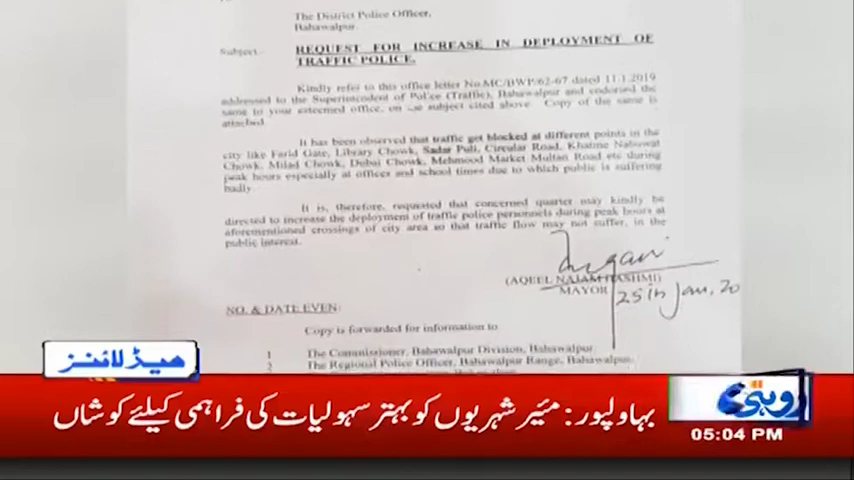 The District Police Officer,
Bahawalpur.
Subject:- REQUEST FOR INCREASE IN DEPLOYMENT OF
TRAFFIC POLICE.
Kindly refer to this office letter No.MC/BWP/62-67 dated 11.1.2019
addressed to the Superintendent of Police (Traffic), Bahawalpur and endorsed the
same to your esteemed office, on the subject cited above. Copy of the same is
attached.
It has been observed that traffic get blocked at different points in the
city like Farid Gate, Library Chowk, Sadar Puli, Circular Road, Khatme Nabuwat
Chowk, Milad Chowk, Dubai Chowk, Mehmood Market Multan Road etc during
peak hours especially at offices and school times due to which public is suffering
badly.
It is, therefore, requested that concerned quarter may kindly be
directed to increase the deployment of traffic police personnels during peak hours at
aforementioned crossings of city area so that traffic flow may not suffer, in the
public interest.
(AQEEL NAJAM HASHMI)
MAYOR
25th Jan, 20
NO. & DATE EVEN:
Copy is forwarded for information to
1 The Commissioner, Bahawalpur Division, Bahawalpur.
2 The Regional Police Officer, Bahawalpur Range, Bahawalpur.
ہیڈلائنز
بہاولپور: مئیر شہریوں کو بہتر سہولیات کی فراہمی کیلئے کوشاں
روہی
05:04 PM